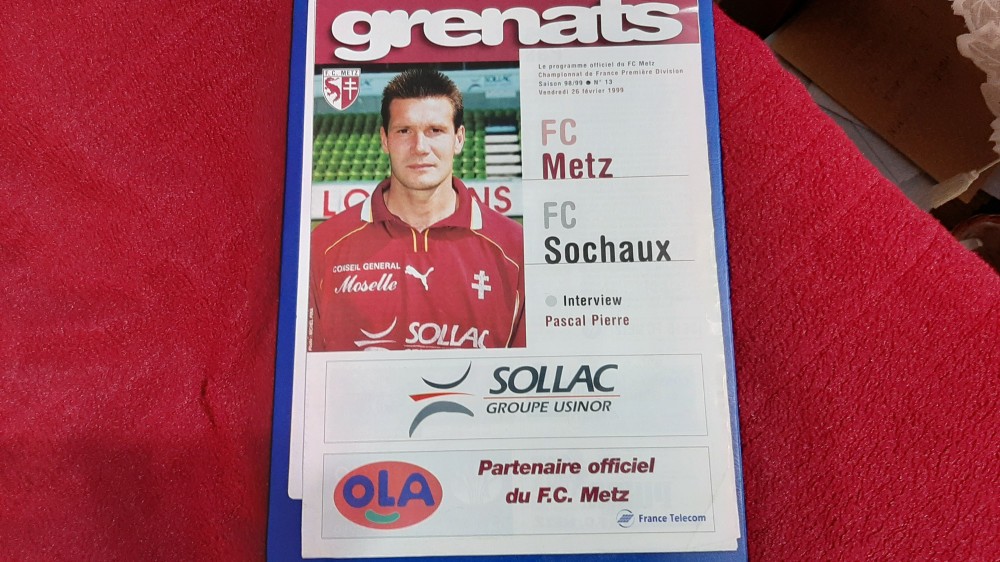 grenats
F.C. METZ
Le programme officiel du FC Metz
Championnat de France Première Division
Saison 98/99 ● N° 13
Vendredi 26 février 1999
FC
Metz
FC
Sochaux
Interview
Pascal Pierre
LO NS
CONSEIL GENERAL
Moselle
SOLLAC
SOLLAC
GROUPE USINOR
OLA
Partenaire officiel
du F.C. Metz
France Telecom